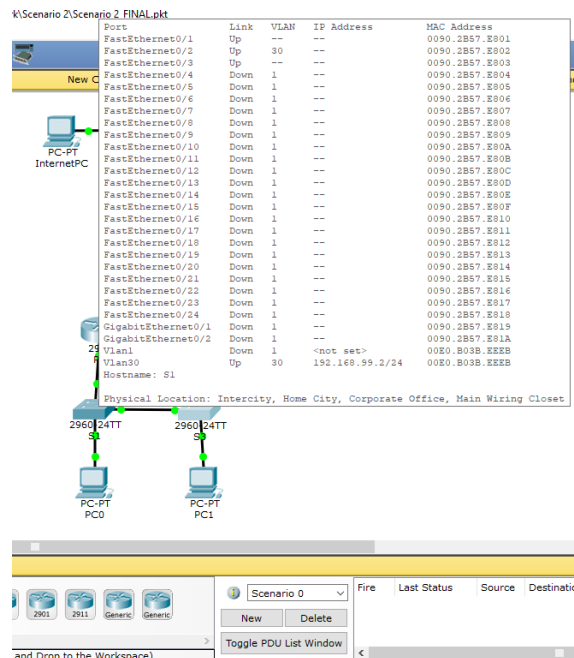 k\Scenario 2\Scenario 2 FINAL.pkt
Port Link VLAN IP Address MAC Address
FastEthernet0/1 Up -- -- 0090.2B57.E801
FastEthernet0/2 Up 30 -- 0090.2B57.E802
FastEthernet0/3 Up -- -- 0090.2B57.E803
FastEthernet0/4 Down 1 -- 0090.2B57.E804
FastEthernet0/5 Down 1 -- 0090.2B57.E805
FastEthernet0/6 Down 1 -- 0090.2B57.E806
FastEthernet0/7 Down 1 -- 0090.2B57.E807
FastEthernet0/8 Down 1 -- 0090.2B57.E808
FastEthernet0/9 Down 1 -- 0090.2B57.E809
FastEthernet0/10 Down 1 -- 0090.2B57.E80A
FastEthernet0/11 Down 1 -- 0090.2B57.E80B
FastEthernet0/12 Down 1 -- 0090.2B57.E80C
FastEthernet0/13 Down 1 -- 0090.2B57.E80D
FastEthernet0/14 Down 1 -- 0090.2B57.E80E
FastEthernet0/15 Down 1 -- 0090.2B57.E80F
FastEthernet0/16 Down 1 -- 0090.2B57.E810
FastEthernet0/17 Down 1 -- 0090.2B57.E811
FastEthernet0/18 Down 1 -- 0090.2B57.E812
FastEthernet0/19 Down 1 -- 0090.2B57.E813
FastEthernet0/20 Down 1 -- 0090.2B57.E814
FastEthernet0/21 Down 1 -- 0090.2B57.E815
FastEthernet0/22 Down 1 -- 0090.2B57.E816
FastEthernet0/23 Down 1 -- 0090.2B57.E817
FastEthernet0/24 Down 1 -- 0090.2B57.E818
GigabitEthernet0/1 Down 1 -- 0090.2B57.E819
GigabitEthernet0/2 Down 1 -- 0090.2B57.E81A
Vlan1 Down 1 <not set> 00E0.B03B.EEEB
Vlan30 Up 30 192.168.99.2/24 00E0.B03B.EEEB
Hostname: S1
Physical Location: Intercity, Home City, Corporate Office, Main Wiring Closet
New C
PC-PT
InternetPC
29
2960-24TT 2960-24TT
S1
PC-PT PC-PT
PC0 PC1
2901 2911 Generic Generic
and Drop to the Workspace)
Scenario 0
New Delete
Toggle PDU List Window
Fire Last Status Source Destinatio